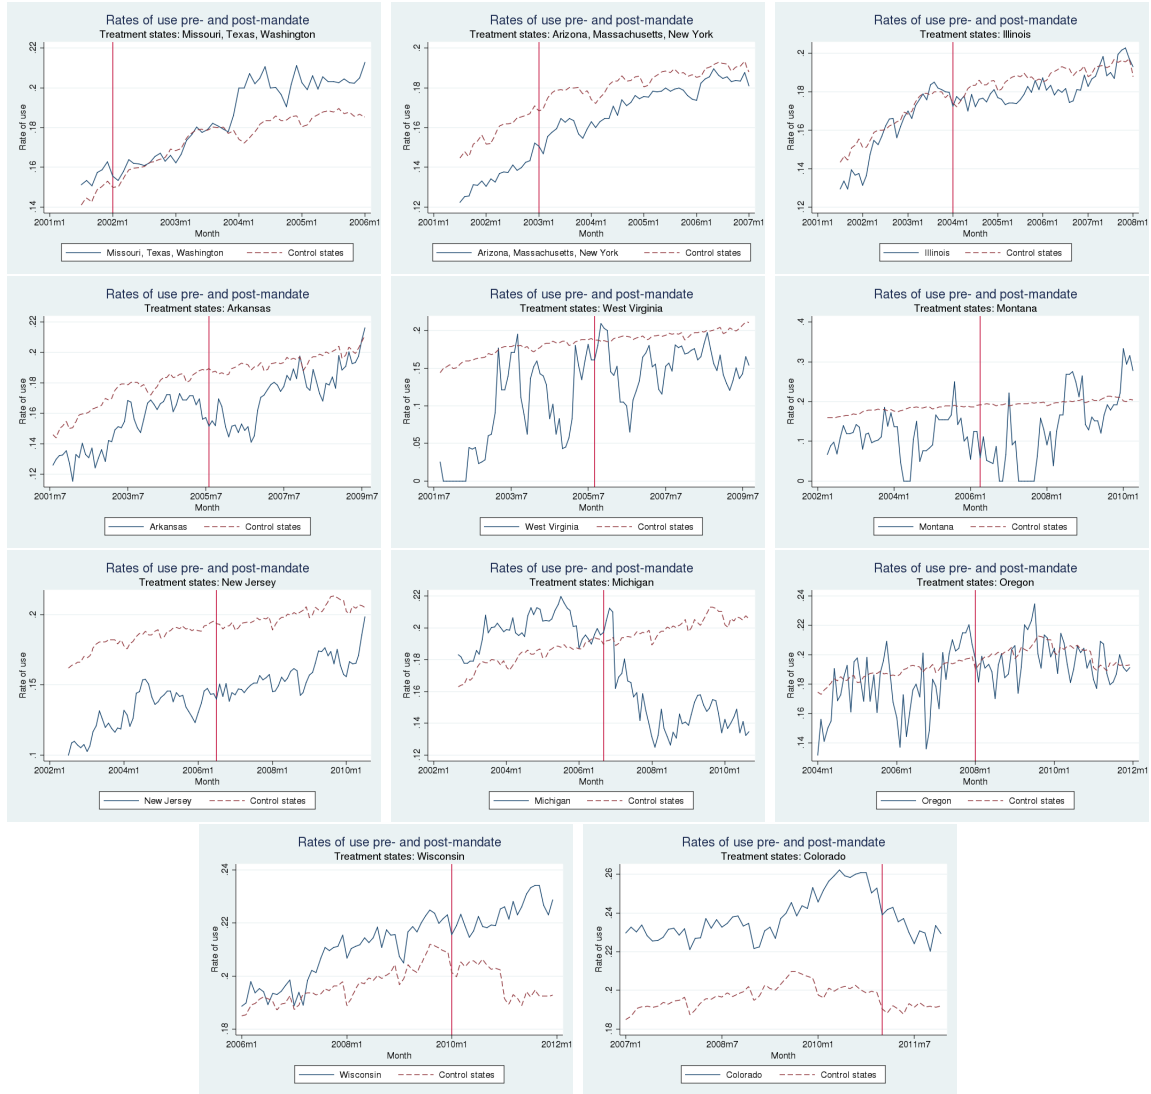 Rates of use pre- and post-mandate
Treatment states: Missouri, Texas, Washington
Rate of use
.22
.2
.18
.16
.14
2001m1 2002m1 2003m1 2004m1 2005m1 2006m1
Month
Missouri, Texas, Washington Control states
Rates of use pre- and post-mandate
Treatment states: Arizona, Massachusetts, New York
Rate of use
.2
.18
.16
.14
.12
2001m1 2002m1 2003m1 2004m1 2005m1 2006m1 2007m1
Month
Arizona, Massachusetts, New York Control states
Rates of use pre- and post-mandate
Treatment states: Illinois
Rate of use
.2
.18
.16
.14
.12
2001m1 2002m1 2003m1 2004m1 2005m1 2006m1 2007m1 2008m1
Month
Illinois Control states
Rates of use pre- and post-mandate
Treatment states: Arkansas
Rate of use
.22
.2
.18
.16
.14
.12
2001m7 2003m7 2005m7 2007m7 2009m7
Month
Arkansas Control states
Rates of use pre- and post-mandate
Treatment states: West Virginia
Rate of use
.2
.15
.1
.05
0
2001m7 2003m7 2005m7 2007m7 2009m7
Month
West Virginia Control states
Rates of use pre- and post-mandate
Treatment states: Montana
Rate of use
.4
.3
.2
.1
0
2002m1 2004m1 2006m1 2008m1 2010m1
Month
Montana Control states
Rates of use pre- and post-mandate
Treatment states: New Jersey
Rate of use
.2
.15
.1
2002m1 2004m1 2006m1 2008m1 2010m1
Month
New Jersey Control states
Rates of use pre- and post-mandate
Treatment states: Michigan
Rate of use
.22
.2
.18
.16
.14
.12
2002m1 2004m1 2006m1 2008m1 2010m1
Month
Michigan Control states
Rates of use pre- and post-mandate
Treatment states: Oregon
Rate of use
.24
.22
.2
.18
.16
.14
2004m1 2006m1 2008m1 2010m1 2012m1
Month
Oregon Control states
Rates of use pre- and post-mandate
Treatment states: Wisconsin
Rate of use
.24
.22
.2
.18
2006m1 2008m1 2010m1 2012m1
Month
Wisconsin Control states
Rates of use pre- and post-mandate
Treatment states: Colorado
Rate of use
.26
.24
.22
.2
.18
2007m1 2008m7 2010m1 2011m7
Month
Colorado Control states